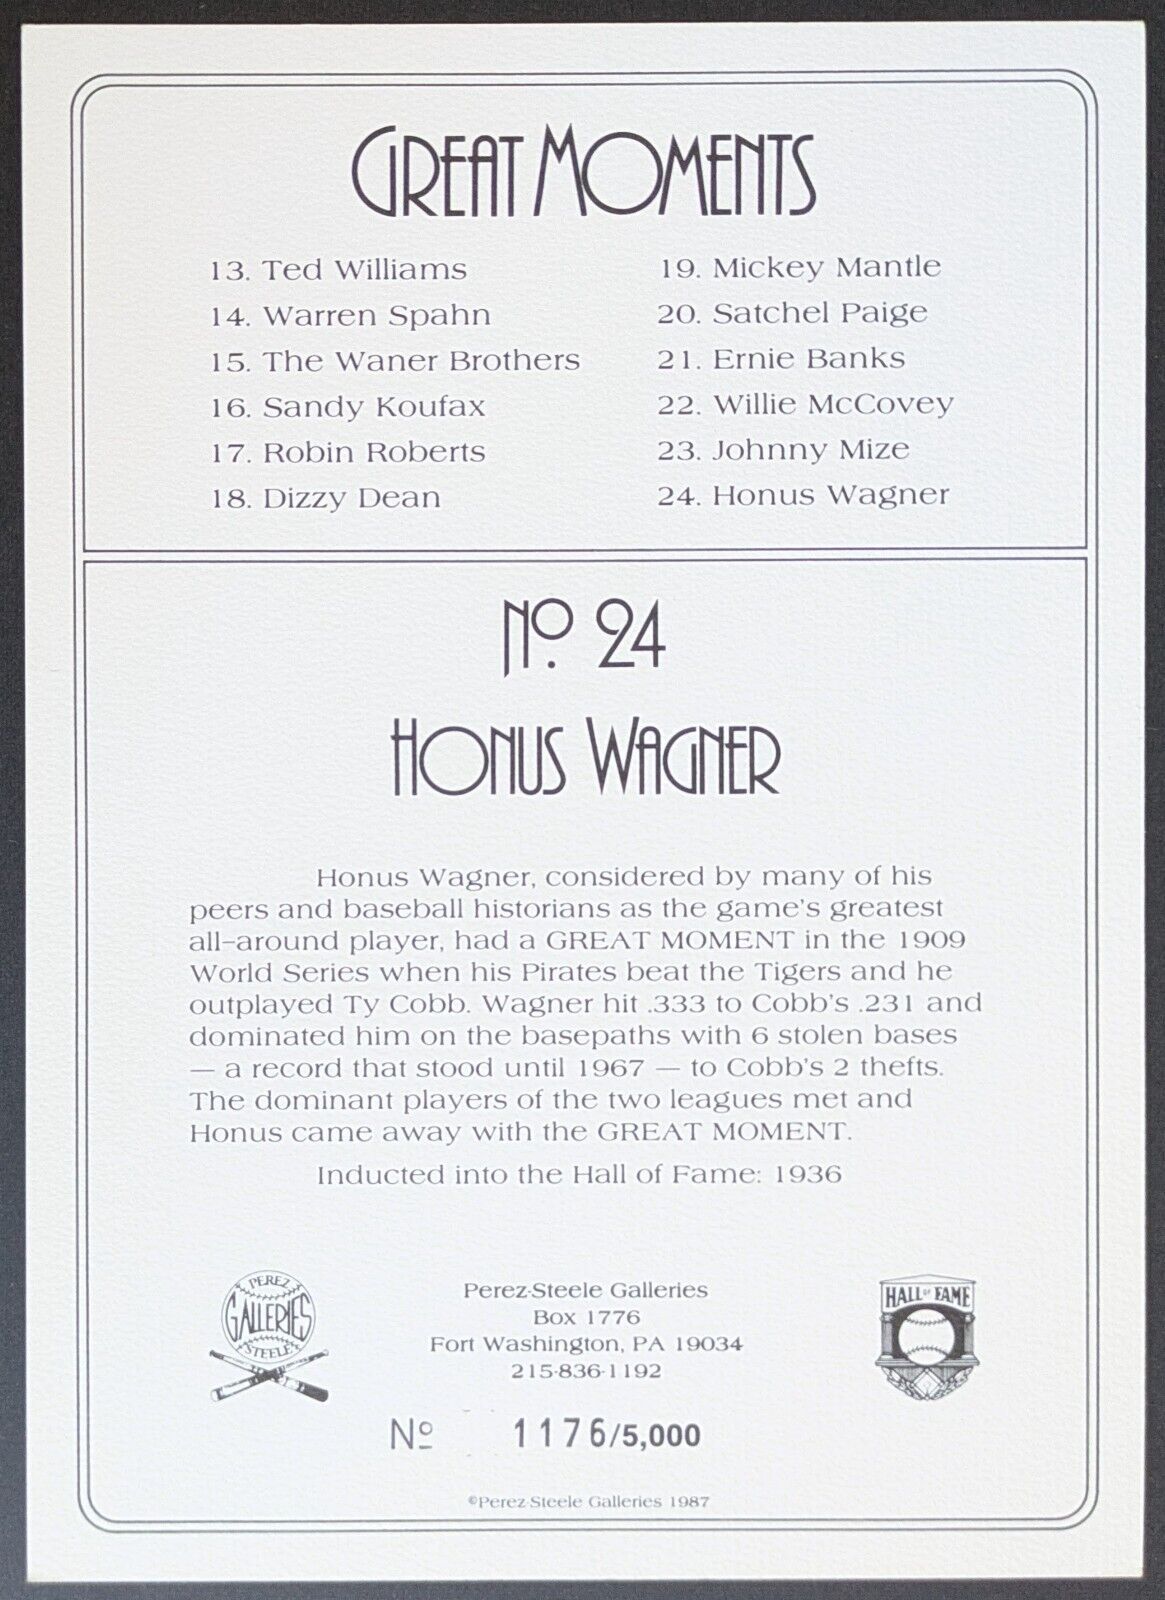 GREAT MOMENTS
13. Ted Williams
14. Warren Spahn
15. The Waner Brothers
16. Sandy Koufax
17. Robin Roberts
18. Dizzy Dean
19. Mickey Mantle
20. Satchel Paige
21. Ernie Banks
22. Willie McCovey
23. Johnny Mize
24. Honus Wagner
No. 24
HONUS WAGNER
Honus Wagner, considered by many of his
peers and baseball historians as the game's greatest
all-around player, had a GREAT MOMENT in the 1909
World Series when his Pirates beat the Tigers and he
outplayed Ty Cobb. Wagner hit .333 to Cobb's .231 and
dominated him on the basepaths with 6 stolen bases
— a record that stood until 1967 — to Cobb's 2 thefts.
The dominant players of the two leagues met and
Honus came away with the GREAT MOMENT.
Inducted into the Hall of Fame: 1936
PEREZ
GALLERIES
STEELE
Perez-Steele Galleries
Box 1776
Fort Washington, PA 19034
215-836-1192
HALL OF FAME
Nº 1176/5,000
©Perez-Steele Galleries 1987